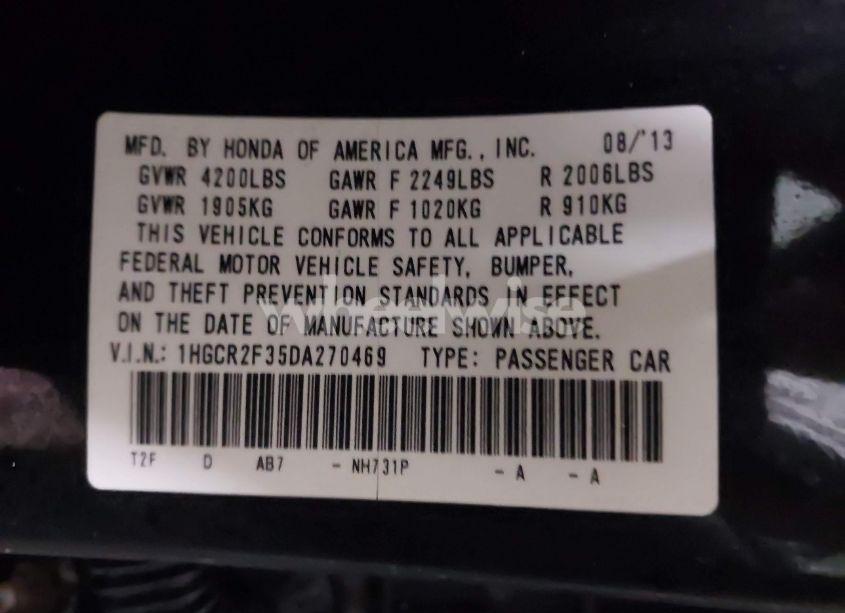 MFD. BY HONDA OF AMERICA MFG., INC. 08/'13
GVWR 4200LBS GAWR F 2249LBS R 2006LBS
GVWR 1905KG GAWR F 1020KG R 910KG
THIS VEHICLE CONFORMS TO ALL APPLICABLE
FEDERAL MOTOR VEHICLE SAFETY, BUMPER,
AND THEFT PREVENTION STANDARDS IN EFFECT
wheelwise
ON THE DATE OF MANUFACTURE SHOWN ABOVE.
V.I.N.: 1HGCR2F35DA270469 TYPE: PASSENGER CAR
T2F D AB7 - NH731P - A - A